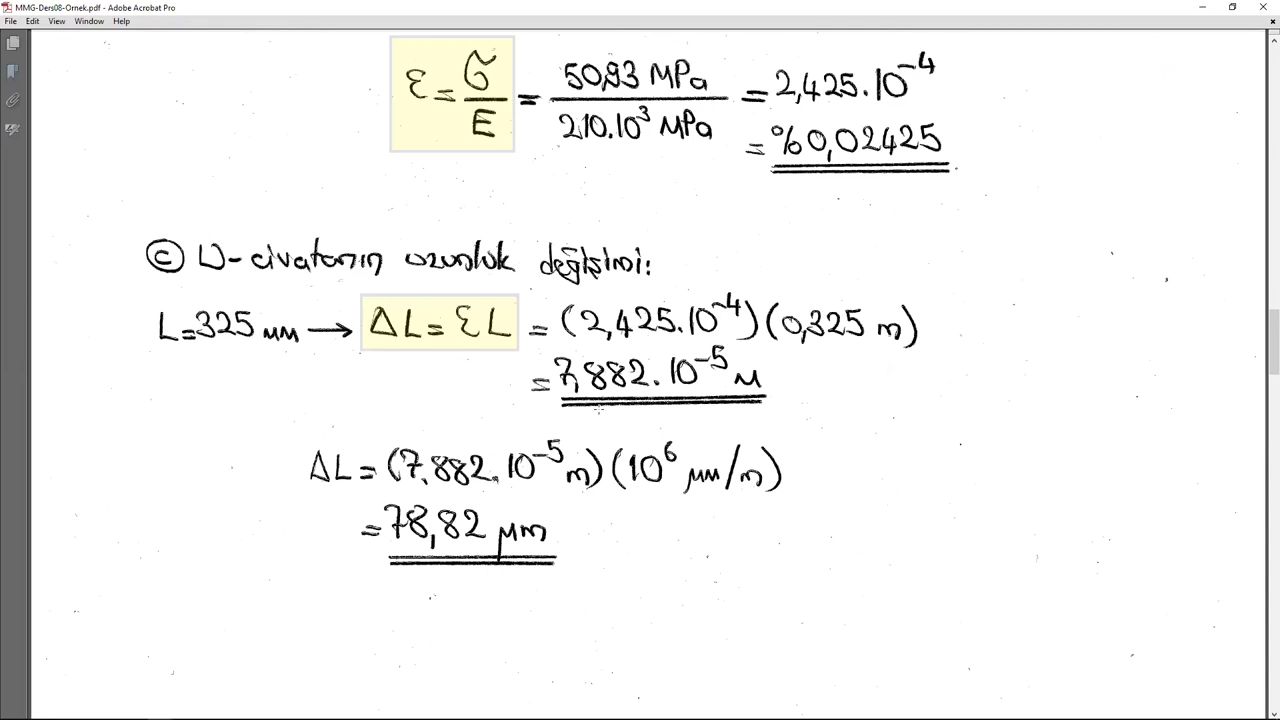 MMG-Ders08-Ornek.pdf - Adobe Acrobat Pro
File Edit View Window Help
ε = σ/E = 50,93 MPa / 210.10³ MPa = 2,425.10⁻⁴
= %0,02425
ⓒ U-civatanın uzunluk değişimi:
L=325 mm → ΔL = εL = (2,425.10⁻⁴)(0,325 m)
= 7,882.10⁻⁵ m
ΔL = (7,882.10⁻⁵ m)(10⁶ μm/m)
= 78,82 μm